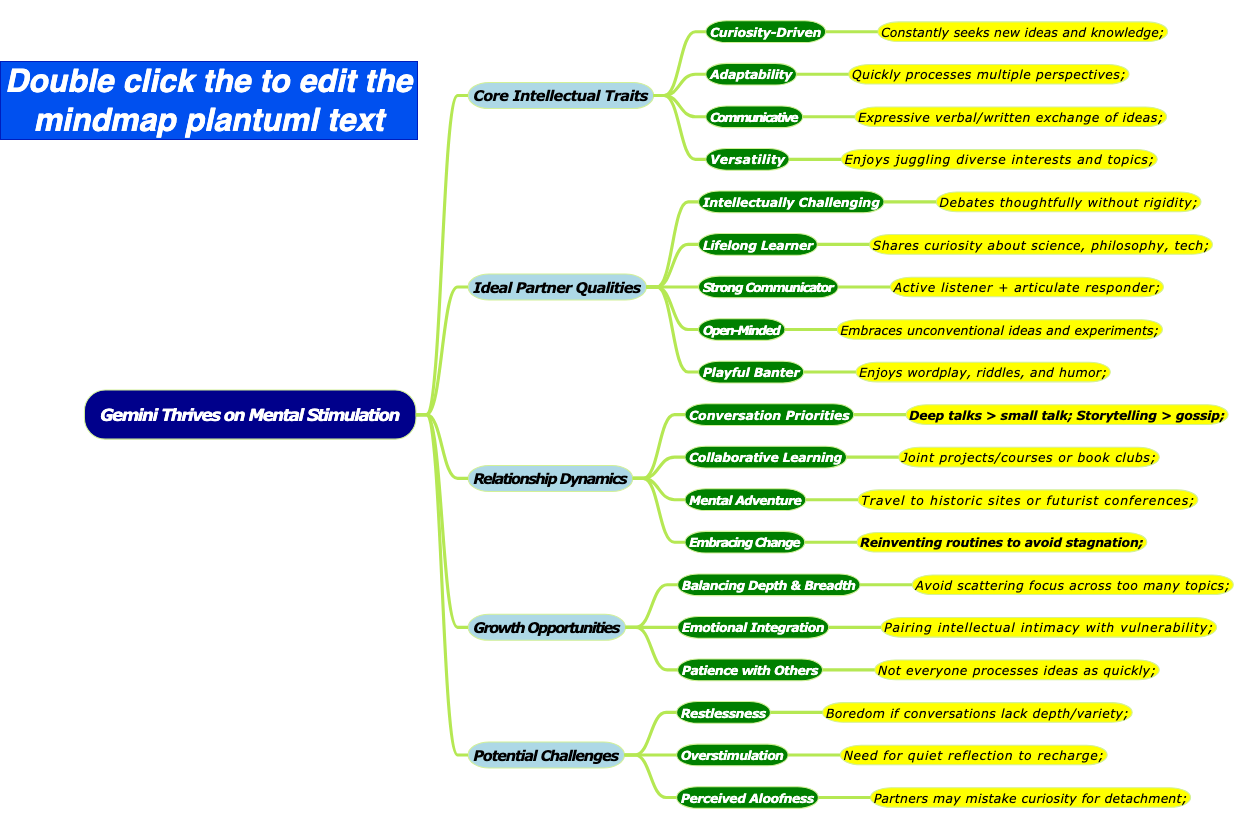 Double click the to edit the
mindmap plantuml text
Gemini Thrives on Mental Stimulation
Core Intellectual Traits
Curiosity-Driven
Constantly seeks new ideas and knowledge;
Adaptability
Quickly processes multiple perspectives;
Communicative
Expressive verbal/written exchange of ideas;
Versatility
Enjoys juggling diverse interests and topics;
Ideal Partner Qualities
Intellectually Challenging
Debates thoughtfully without rigidity;
Lifelong Learner
Shares curiosity about science, philosophy, tech;
Strong Communicator
Active listener + articulate responder;
Open-Minded
Embraces unconventional ideas and experiments;
Playful Banter
Enjoys wordplay, riddles, and humor;
Relationship Dynamics
Conversation Priorities
Deep talks > small talk; Storytelling > gossip;
Collaborative Learning
Joint projects/courses or book clubs;
Mental Adventure
Travel to historic sites or futurist conferences;
Embracing Change
Reinventing routines to avoid stagnation;
Growth Opportunities
Balancing Depth & Breadth
Avoid scattering focus across too many topics;
Emotional Integration
Pairing intellectual intimacy with vulnerability;
Patience with Others
Not everyone processes ideas as quickly;
Potential Challenges
Restlessness
Boredom if conversations lack depth/variety;
Overstimulation
Need for quiet reflection to recharge;
Perceived Aloofness
Partners may mistake curiosity for detachment;